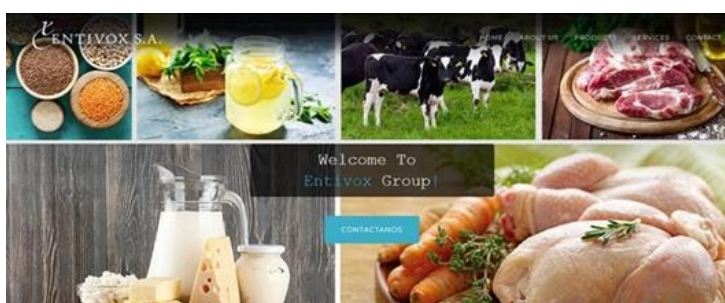 ENTIVOX S.A.
HOME ABOUT US PRODUCTS SERVICES CONTACT
Welcome To
Entivox Group!
CONTACTANOS